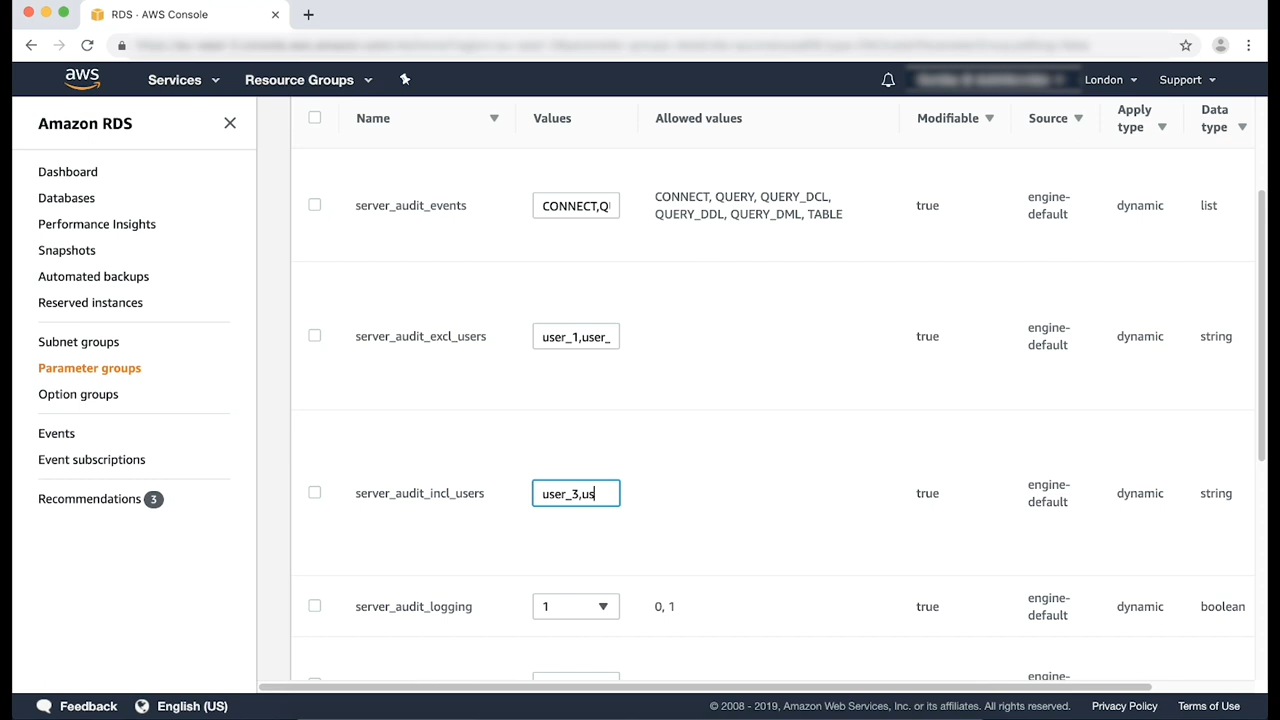 RDS · AWS Console
aws
Services
Resource Groups
London
Support
Amazon RDS
Dashboard
Databases
Performance Insights
Snapshots
Automated backups
Reserved instances
Subnet groups
Parameter groups
Option groups
Events
Event subscriptions
Recommendations 3
Name Values Allowed values Modifiable Source Apply type Data type
server_audit_events CONNECT,Q CONNECT, QUERY, QUERY_DCL, QUERY_DDL, QUERY_DML, TABLE true engine-default dynamic list
server_audit_excl_users user_1,user_ true engine-default dynamic string
server_audit_incl_users user_3,us true engine-default dynamic string
server_audit_logging 1 0, 1 true engine-default dynamic boolean
engine-
Feedback English (US) © 2008 - 2019, Amazon Web Services, Inc. or its affiliates. All rights reserved. Privacy Policy Terms of Use